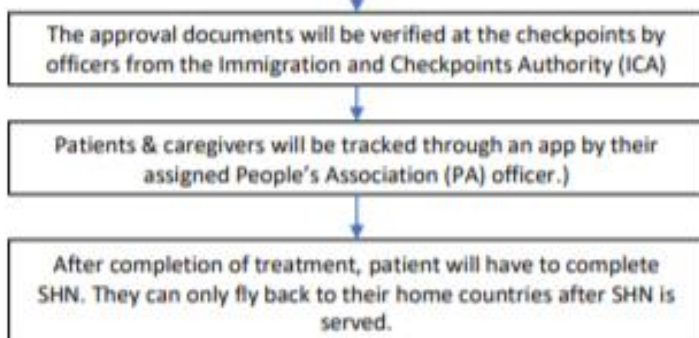 The approval documents will be verified at the checkpoints by
officers from the Immigration and Checkpoints Authority (ICA)
Patients & caregivers will be tracked through an app by their
assigned People's Association (PA) officer.)
After completion of treatment, patient will have to complete
SHN. They can only fly back to their home countries after SHN is
served.